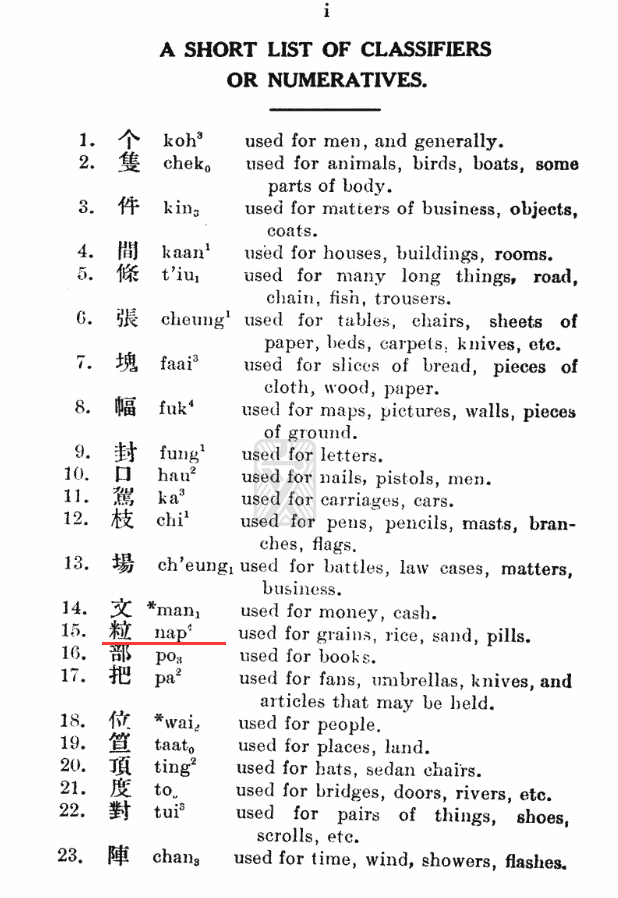 i
A SHORT LIST OF CLASSIFIERS
OR NUMERATIVES.
1. 个 koh³ used for men, and generally.
2. 隻 chek₀ used for animals, birds, boats, some
parts of body.
3. 件 kin₃ used for matters of business, objects,
coats.
4. 間 kaan¹ used for houses, buildings, rooms.
5. 條 t'iu₁ used for many long things, road,
chain, fish, trousers.
6. 張 cheung¹ used for tables, chairs, sheets of
paper, beds, carpets, knives, etc.
7. 塊 faai³ used for slices of bread, pieces of
cloth, wood, paper.
8. 幅 fuk⁴ used for maps, pictures, walls, pieces
of ground.
9. 封 fung¹ used for letters.
10. 口 hau² used for nails, pistols, men.
11. 駕 ka³ used for carriages, cars.
12. 枝 chi¹ used for pens, pencils, masts, bran-
ches, flags.
13. 場 ch'eung₁ used for battles, law cases, matters,
business.
14. 文 *man₁ used for money, cash.
15. 粒 nap⁴ used for grains, rice, sand, pills.
16. 部 po₃ used for books.
17. 把 pa² used for fans, umbrellas, knives, and
articles that may be held.
18. 位 *wai₂ used for people.
19. 笪 taat₀ used for places, land.
20. 頂 ting² used for hats, sedan chairs.
21. 度 to used for bridges, doors, rivers, etc.
22. 對 tui³ used for pairs of things, shoes,
scrolls, etc.
23. 陣 chan₃ used for time, wind, showers, flashes.